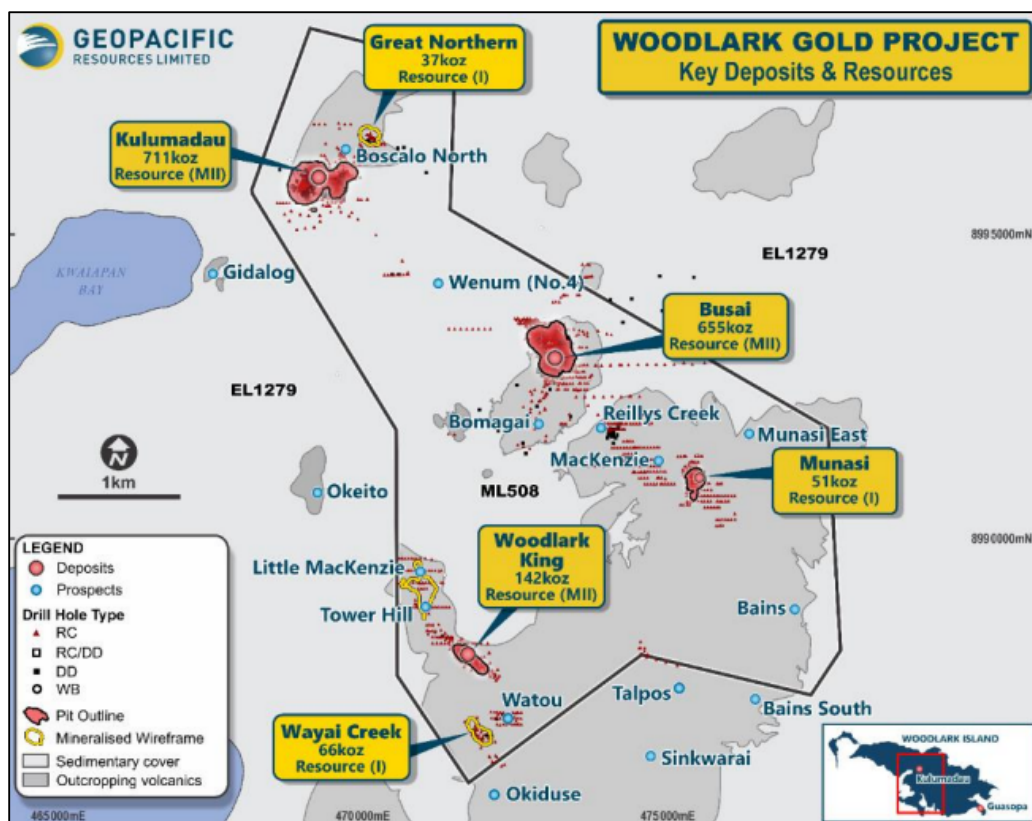 GEOPACIFIC
RESOURCES LIMITED
WOODLARK GOLD PROJECT
Key Deposits & Resources
Great Northern
37koz
Resource (I)
Kulumadau
711koz
Resource (MII)
Boscalo North
8995000mN
EL1279
KWAIAPAN
BAY
Gidalog
Wenum (No.4)
Busai
655koz
Resource (MII)
EL1279
Bomagai
Reillys Creek
Munasi East
MacKenzie
Munasi
51koz
Resource (I)
N
1km
Okeito
ML508
8990000mN
Woodlark
King
142koz
Resource (MII)
Little MacKenzie
Tower Hill
Bains
LEGEND
Deposits
Prospects
Drill Hole Type
RC
RC/DD
DD
WB
Pit Outline
Mineralised Wireframe
Sedimentary cover
Outcropping volcanics
Watou
Talpos
Bains South
Wayai Creek
66koz
Resource (I)
Sinkwarai
Okiduse
WOODLARK ISLAND
Kulumadau
Guasopa
465000mE
470000mE
475000mE